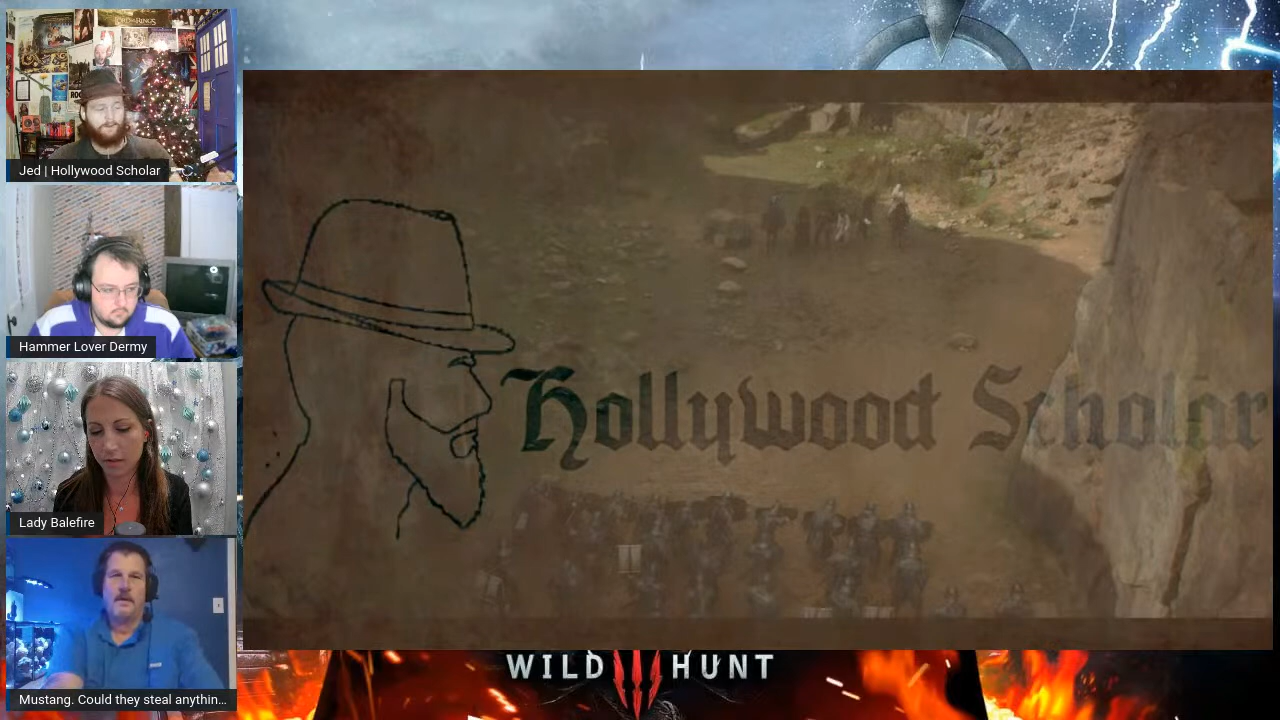 Jed | Hollywood Scholar
Hammer Lover Dermy
Lady Balefire
Mustang. Could they steal anythin...
Hollywood Scholar
WILD HUNT